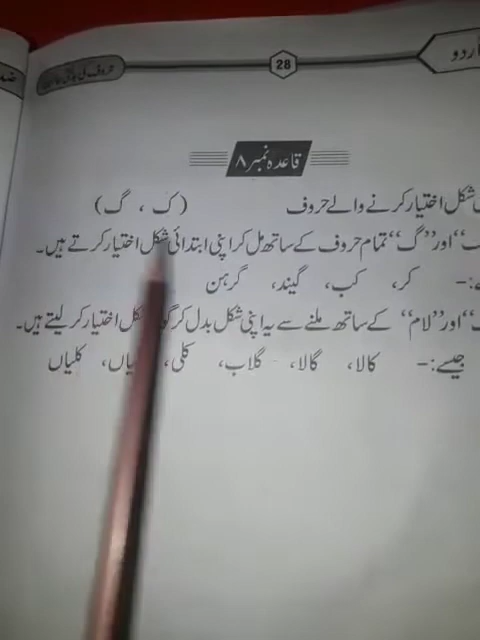 اردو
28
حروف کی
قاعدہ نمبر ۸
شکل اختیار کرنے والے حروف (ک ، گ)
“اور”گ“ تمام حروف کے ساتھ مل کر اپنی ابتدائی شکل اختیار کرتے ہیں۔
:- کر، کب، گیند، گرہن
“اور”لام“ کے ساتھ ملنے سے یہ اپنی شکل بدل کر شکل اختیار کر لیتے ہیں۔
جیسے:- کالا، گالا، گلاب، کلی، کلیاں